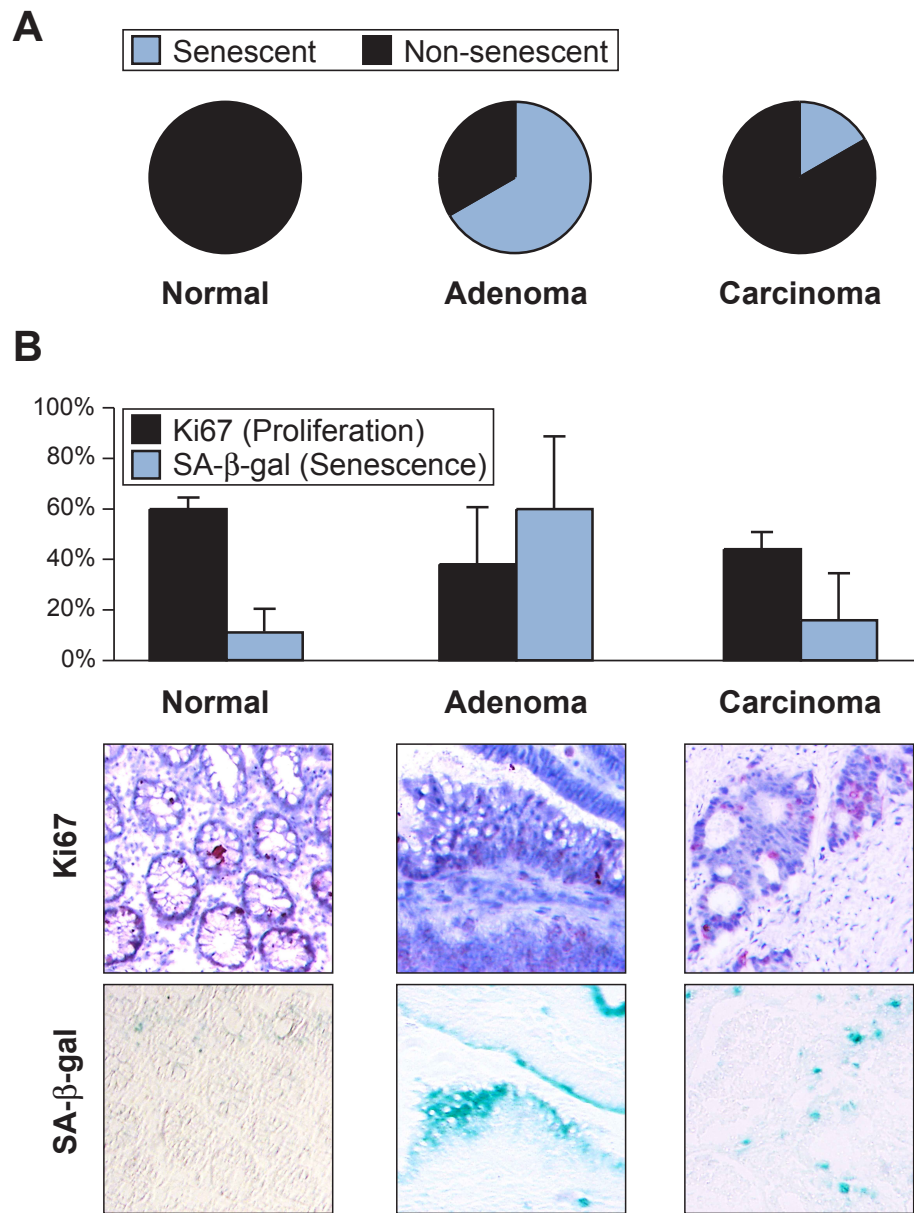 A
Senescent Non-senescent
Normal Adenoma Carcinoma
B
100%
80%
60%
40%
20%
0%
Ki67 (Proliferation)
SA-β-gal (Senescence)
Normal Adenoma Carcinoma
Ki67
SA-β-gal